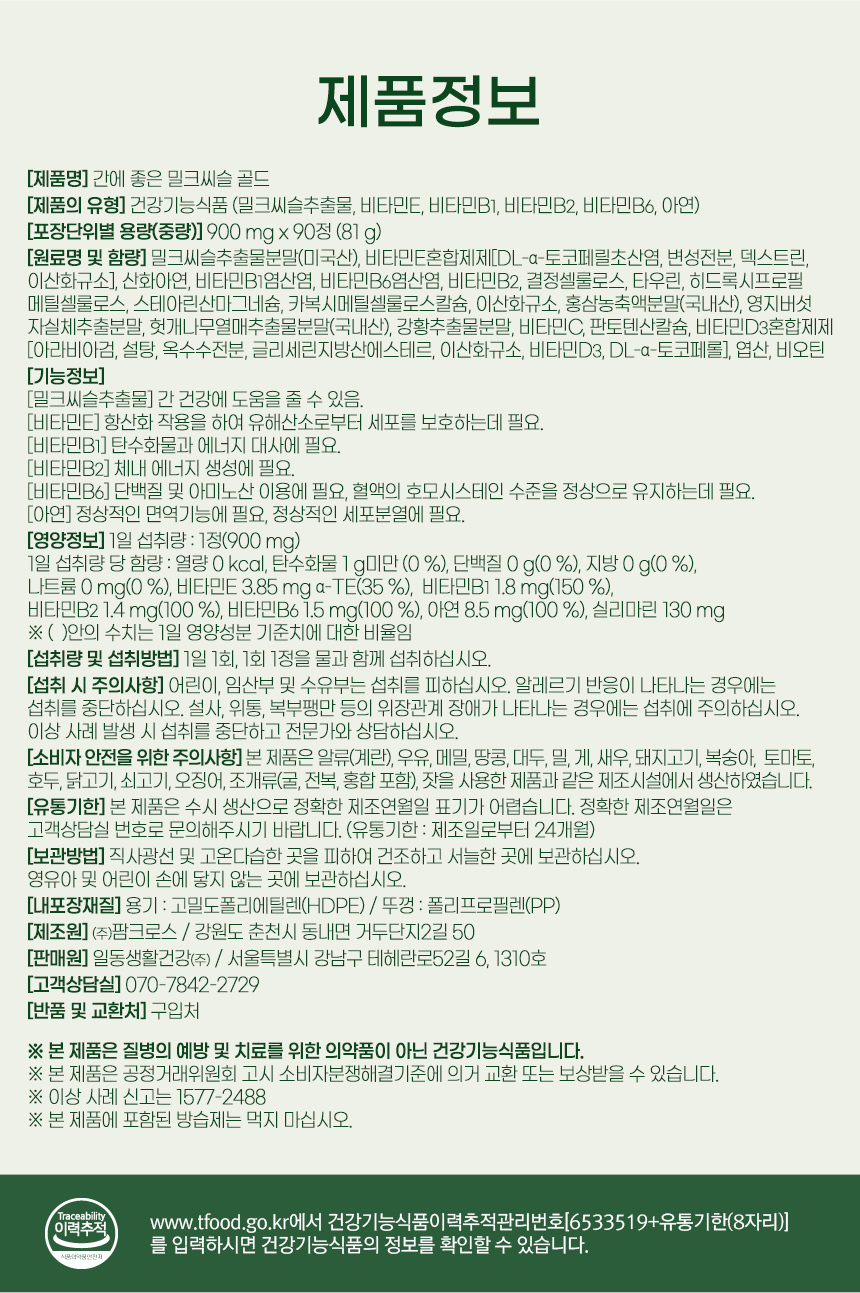 제품정보
[제품명] 간에 좋은 밀크씨슬 골드
[제품의 유형] 건강기능식품 (밀크씨슬추출물, 비타민E, 비타민B1, 비타민B2, 비타민B6, 아연)
[포장단위별 용량(중량)] 900 mg x 90정 (81 g)
[원료명 및 함량] 밀크씨슬추출물분말(미국산), 비타민E혼합제제[DL-α-토코페릴초산염, 변성전분, 덱스트린,
이산화규소], 산화아연, 비타민B1염산염, 비타민B6염산염, 비타민B2, 결정셀룰로스, 타우린, 히드록시프로필
메틸셀룰로스, 스테아린산마그네슘, 카복시메틸셀룰로스칼슘, 이산화규소, 홍삼농축액분말(국내산), 영지버섯
자실체추출분말, 헛개나무열매추출물분말(국내산), 강황추출물분말, 비타민C, 판토텐산칼슘, 비타민D3혼합제제
[아라비아검, 설탕, 옥수수전분, 글리세린지방산에스테르, 이산화규소, 비타민D3, DL-α-토코페롤], 엽산, 비오틴
[기능정보]
[밀크씨슬추출물] 간 건강에 도움을 줄 수 있음.
[비타민E] 항산화 작용을 하여 유해산소로부터 세포를 보호하는데 필요.
[비타민B1] 탄수화물과 에너지 대사에 필요.
[비타민B2] 체내 에너지 생성에 필요.
[비타민B6] 단백질 및 아미노산 이용에 필요, 혈액의 호모시스테인 수준을 정상으로 유지하는데 필요.
[아연] 정상적인 면역기능에 필요, 정상적인 세포분열에 필요.
[영양정보] 1일 섭취량 : 1정(900 mg)
1일 섭취량 당 함량 : 열량 0 kcal, 탄수화물 1 g미만 (0 %), 단백질 0 g(0 %), 지방 0 g(0 %),
나트륨 0 mg(0 %), 비타민E 3.85 mg α-TE(35 %), 비타민B1 1.8 mg(150 %),
비타민B2 1.4 mg(100 %), 비타민B6 1.5 mg(100 %), 아연 8.5 mg(100 %), 실리마린 130 mg
※ ( )안의 수치는 1일 영양성분 기준치에 대한 비율임
[섭취량 및 섭취방법] 1일 1회, 1회 1정을 물과 함께 섭취하십시오.
[섭취 시 주의사항] 어린이, 임산부 및 수유부는 섭취를 피하십시오. 알레르기 반응이 나타나는 경우에는
섭취를 중단하십시오. 설사, 위통, 복부팽만 등의 위장관계 장애가 나타나는 경우에는 섭취에 주의하십시오.
이상 사례 발생 시 섭취를 중단하고 전문가와 상담하십시오.
[소비자 안전을 위한 주의사항] 본 제품은 알류(계란), 우유, 메밀, 땅콩, 대두, 밀, 게, 새우, 돼지고기, 복숭아, 토마토,
호두, 닭고기, 쇠고기, 오징어, 조개류(굴, 전복, 홍합 포함), 잣을 사용한 제품과 같은 제조시설에서 생산하였습니다.
[유통기한] 본 제품은 수시 생산으로 정확한 제조연월일 표기가 어렵습니다. 정확한 제조연월일은
고객상담실 번호로 문의해주시기 바랍니다. (유통기한 : 제조일로부터 24개월)
[보관방법] 직사광선 및 고온다습한 곳을 피하여 건조하고 서늘한 곳에 보관하십시오.
영유아 및 어린이 손에 닿지 않는 곳에 보관하십시오.
[내포장재질] 용기 : 고밀도폴리에틸렌(HDPE) / 뚜껑 : 폴리프로필렌(PP)
[제조원] ㈜팜크로스 / 강원도 춘천시 동내면 거두단지2길 50
[판매원] 일동생활건강㈜ / 서울특별시 강남구 테헤란로52길 6, 1310호
[고객상담실] 070-7842-2729
[반품 및 교환처] 구입처
※ 본 제품은 질병의 예방 및 치료를 위한 의약품이 아닌 건강기능식품입니다.
※ 본 제품은 공정거래위원회 고시 소비자분쟁해결기준에 의거 교환 또는 보상받을 수 있습니다.
※ 이상 사례 신고는 1577-2488
※ 본 제품에 포함된 방습제는 먹지 마십시오.
Traceability
이력추적
식품의약품안전처
www.tfood.go.kr에서 건강기능식품이력추적관리번호[6533519+유통기한(8자리)]
를 입력하시면 건강기능식품의 정보를 확인할 수 있습니다.